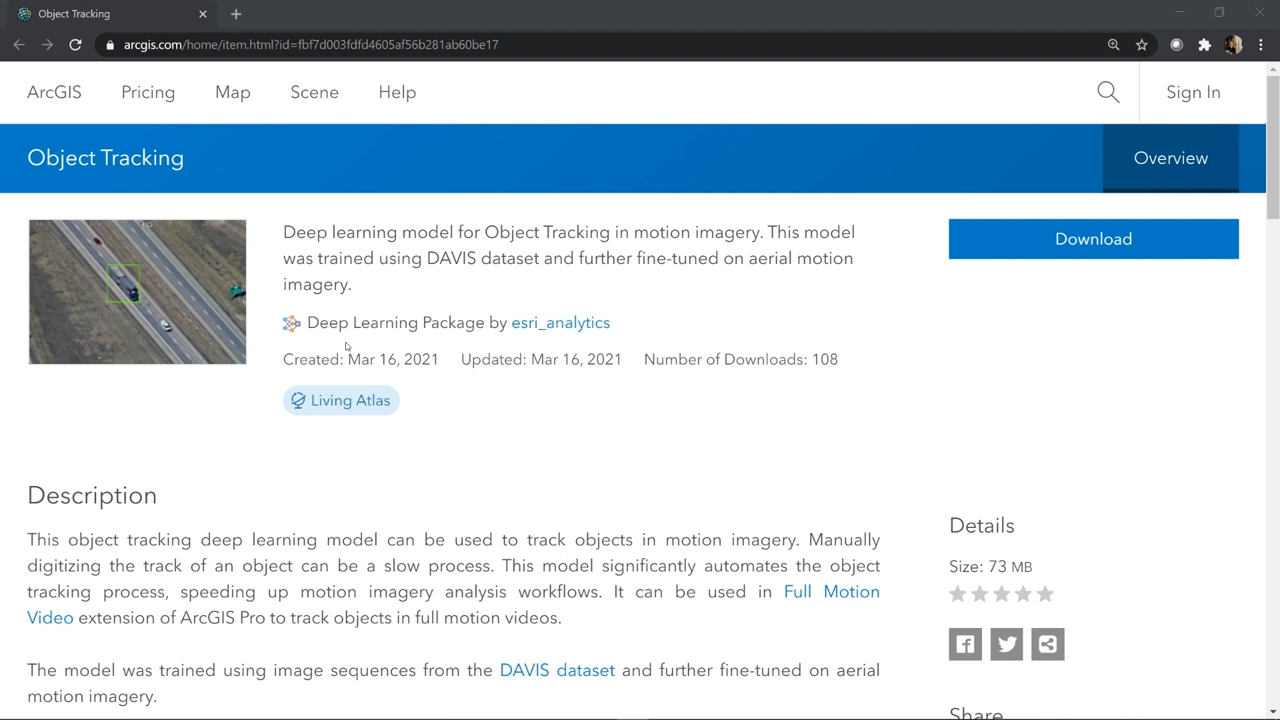 Object Tracking
arcgis.com/home/item.html?id=fbf7d003fdfd4605af56b281ab60be17
ArcGIS Pricing Map Scene Help Sign In
Object Tracking Overview
Deep learning model for Object Tracking in motion imagery. This model
was trained using DAVIS dataset and further fine-tuned on aerial motion
imagery.
Download
Deep Learning Package by esri_analytics
Created: Mar 16, 2021 Updated: Mar 16, 2021 Number of Downloads: 108
Living Atlas
Description
This object tracking deep learning model can be used to track objects in motion imagery. Manually
digitizing the track of an object can be a slow process. This model significantly automates the object
tracking process, speeding up motion imagery analysis workflows. It can be used in Full Motion
Video extension of ArcGIS Pro to track objects in full motion videos.
The model was trained using image sequences from the DAVIS dataset and further fine-tuned on aerial
motion imagery.
Details
Size: 73 MB
Share